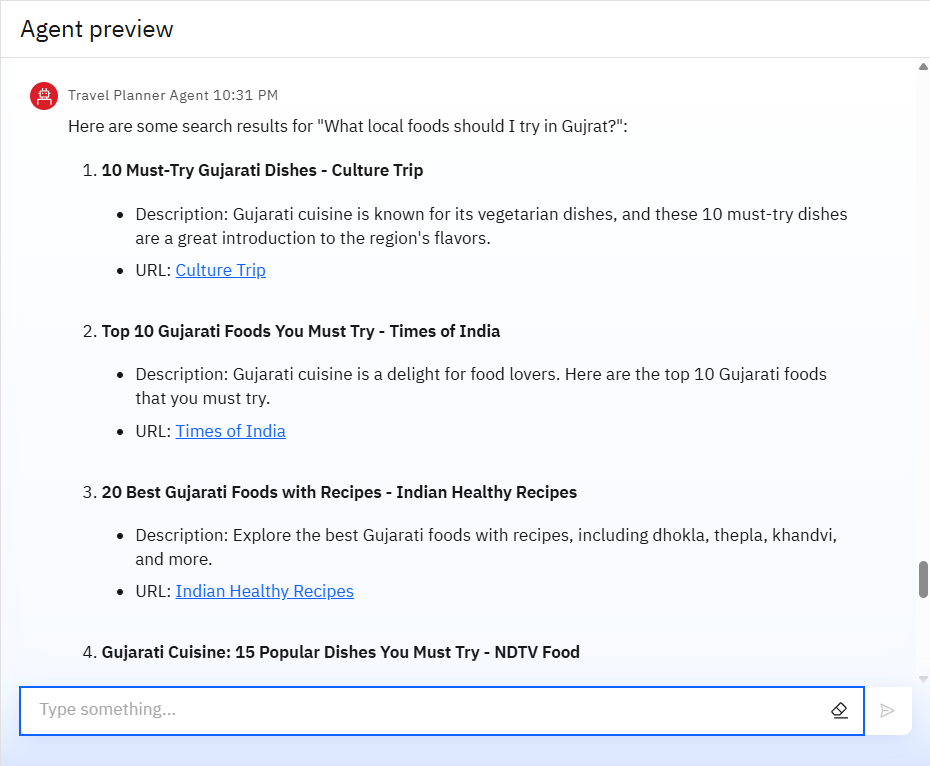 Agent preview
Travel Planner Agent 10:31 PM
Here are some search results for "What local foods should I try in Gujrat?":
1. 10 Must-Try Gujarati Dishes - Culture Trip
• Description: Gujarati cuisine is known for its vegetarian dishes, and these 10 must-try dishes
are a great introduction to the region's flavors.
• URL: Culture Trip
2. Top 10 Gujarati Foods You Must Try - Times of India
• Description: Gujarati cuisine is a delight for food lovers. Here are the top 10 Gujarati foods
that you must try.
• URL: Times of India
3. 20 Best Gujarati Foods with Recipes - Indian Healthy Recipes
• Description: Explore the best Gujarati foods with recipes, including dhokla, thepla, khandvi,
and more.
• URL: Indian Healthy Recipes
4. Gujarati Cuisine: 15 Popular Dishes You Must Try - NDTV Food
Type something...